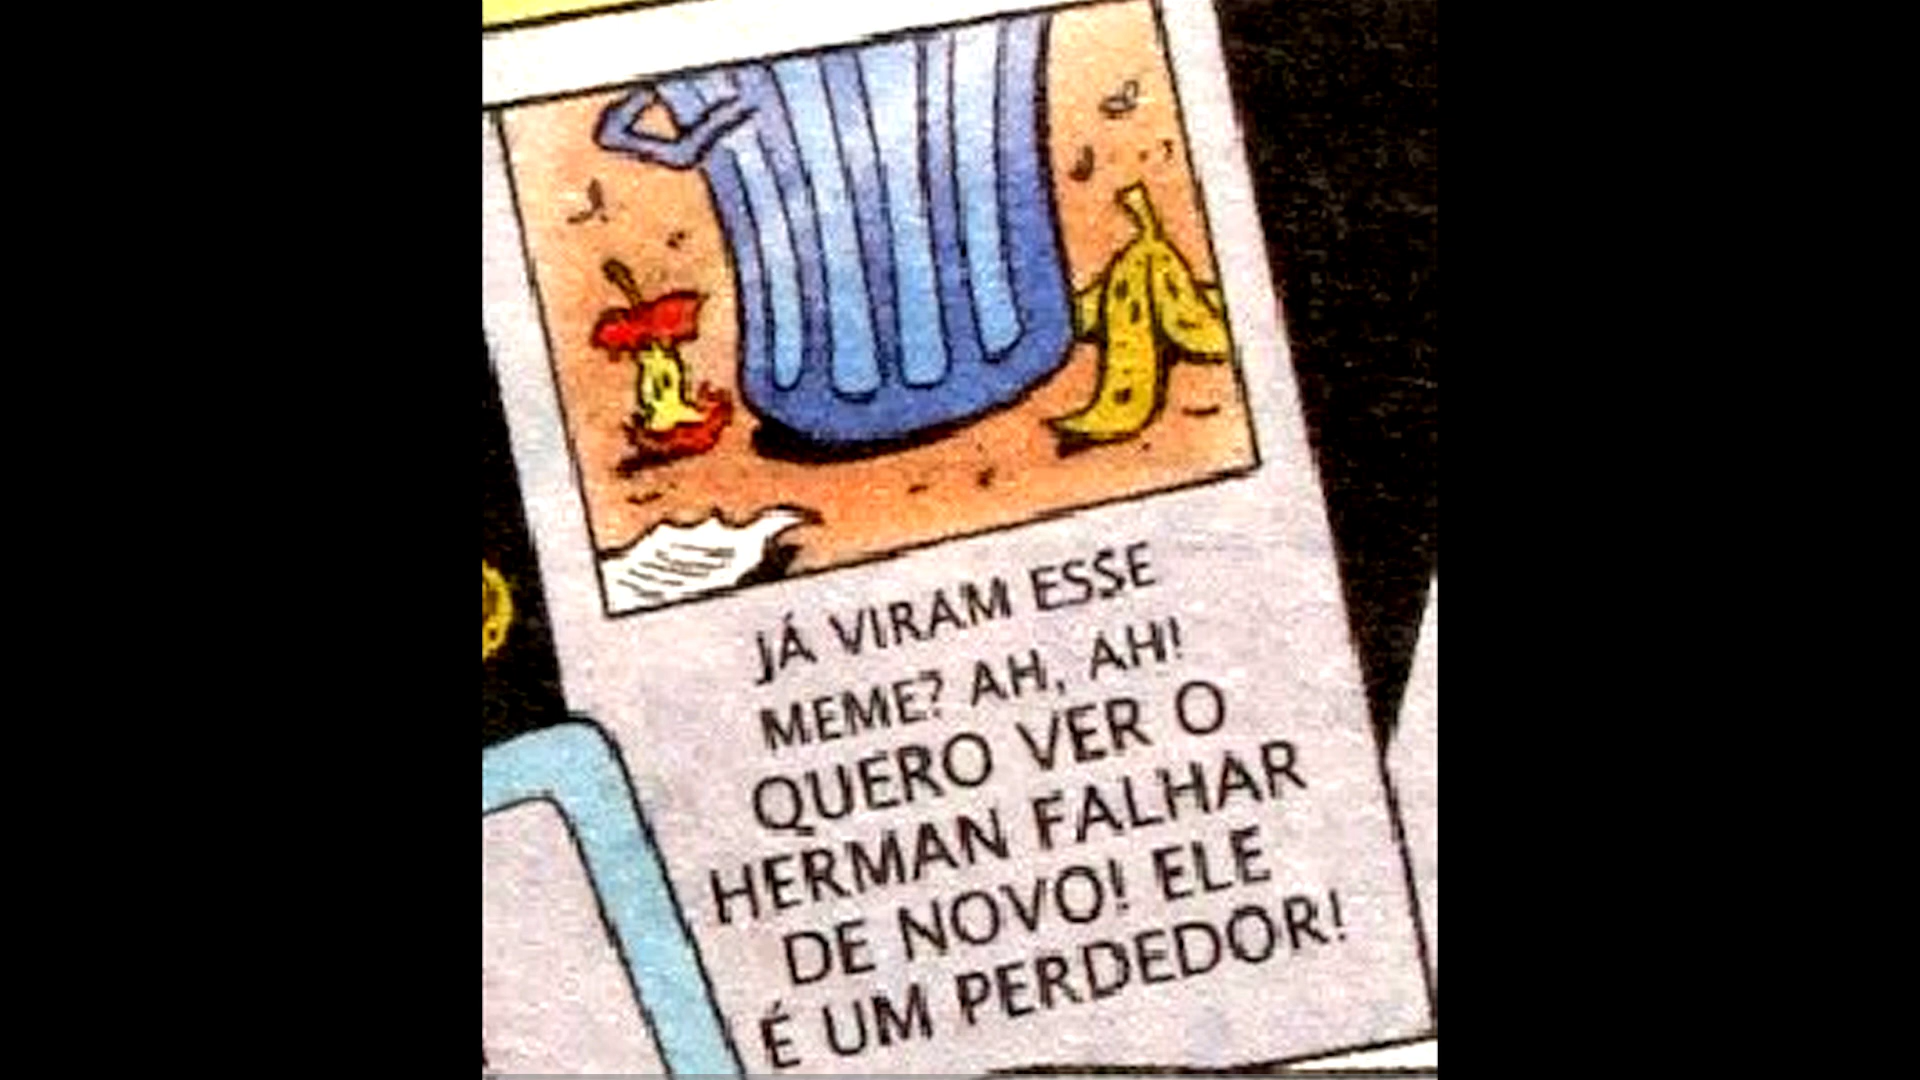 JÁ VIRAM ESSE
MEME? AH, AH!
QUERO VER O
HERMAN FALHAR
DE NOVO! ELE
É UM PERDEDOR!